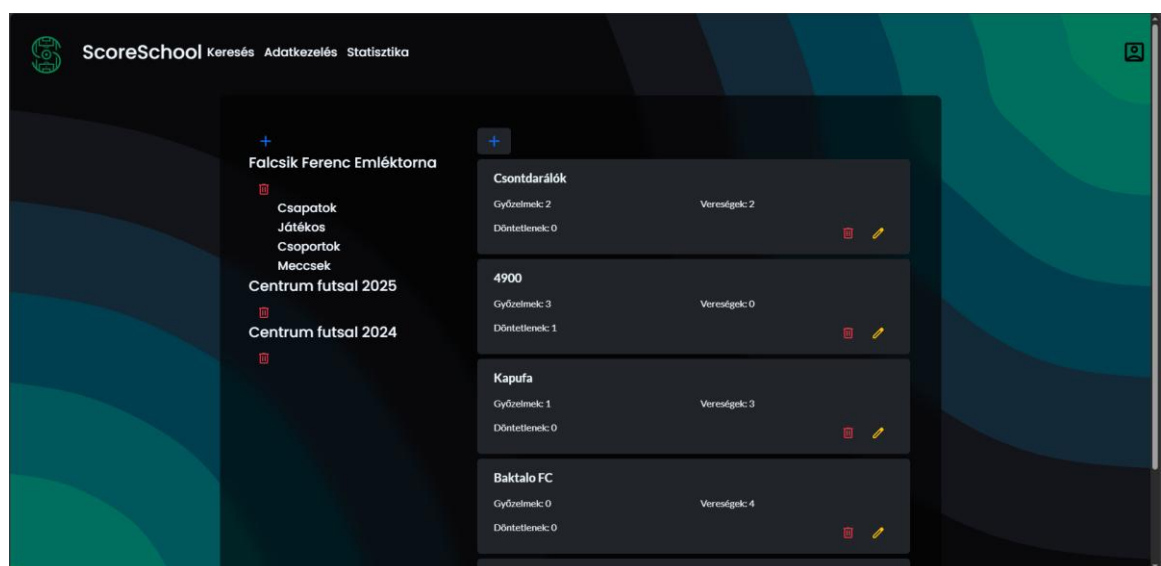 ScoreSchool Keresés Adatkezelés Statisztika
Falcsik Ferenc Emléktorna
Csapatok
Játékos
Csoportok
Meccsek
Centrum futsal 2025
Centrum futsal 2024
Csontdarálók
Győzelmek: 2 Vereségek: 2
Döntetlenek: 0
4900
Győzelmek: 3 Vereségek: 0
Döntetlenek: 1
Kapufa
Győzelmek: 1 Vereségek: 3
Döntetlenek: 0
Baktalo FC
Győzelmek: 0 Vereségek: 4
Döntetlenek: 0